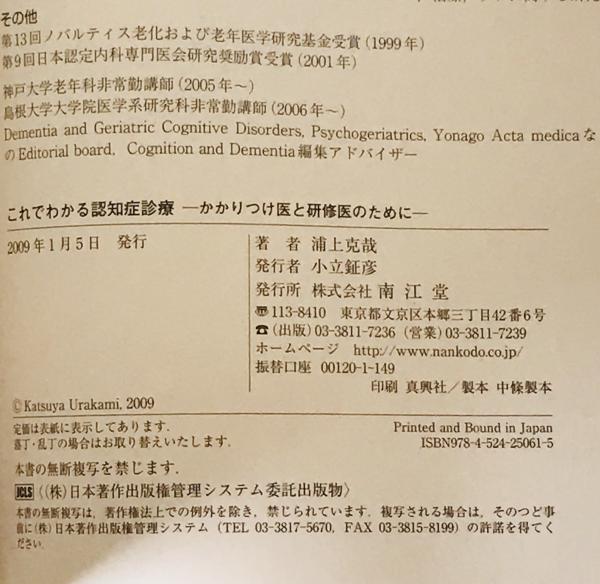 その他
第13回ノバルティス老化および老年医学研究基金受賞(1999年)
第9回日本認定内科専門医会研究奨励賞受賞(2001年)
神戸大学老年科非常勤講師(2005年〜)
島根大学大学院医学系研究科非常勤講師(2006年〜)
Dementia and Geriatric Cognitive Disorders, Psychogeriatrics, Yonago Acta medicaな
のEditorial board, Cognition and Dementia編集アドバイザー
これでわかる認知症診療 ―かかりつけ医と研修医のために―
2009年1月5日 発行
著 者 浦上克哉
発行者 小立鉦彦
発行所 株式会社 南江堂
〠113-8410 東京都文京区本郷三丁目42番6号
☎(出版)03-3811-7236 (営業)03-3811-7239
ホームページ http://www.nankodo.co.jp/
振替口座 00120-1-149
印刷 真興社/製本 中條製本
©Katsuya Urakami, 2009
定価は表紙に表示してあります.
落丁・乱丁の場合はお取り替えいたします.
Printed and Bound in Japan
ISBN978-4-524-25061-5
本書の無断複写を禁じます.
JCLS 〈(株)日本著作出版権管理システム委託出版物〉
本書の無断複写は,著作権法上での例外を除き,禁じられています.複写される場合は,そのつど事
前に(株)日本著作出版権管理システム(TEL 03-3817-5670, FAX 03-3815-8199)の許諾を得てく
ださい.